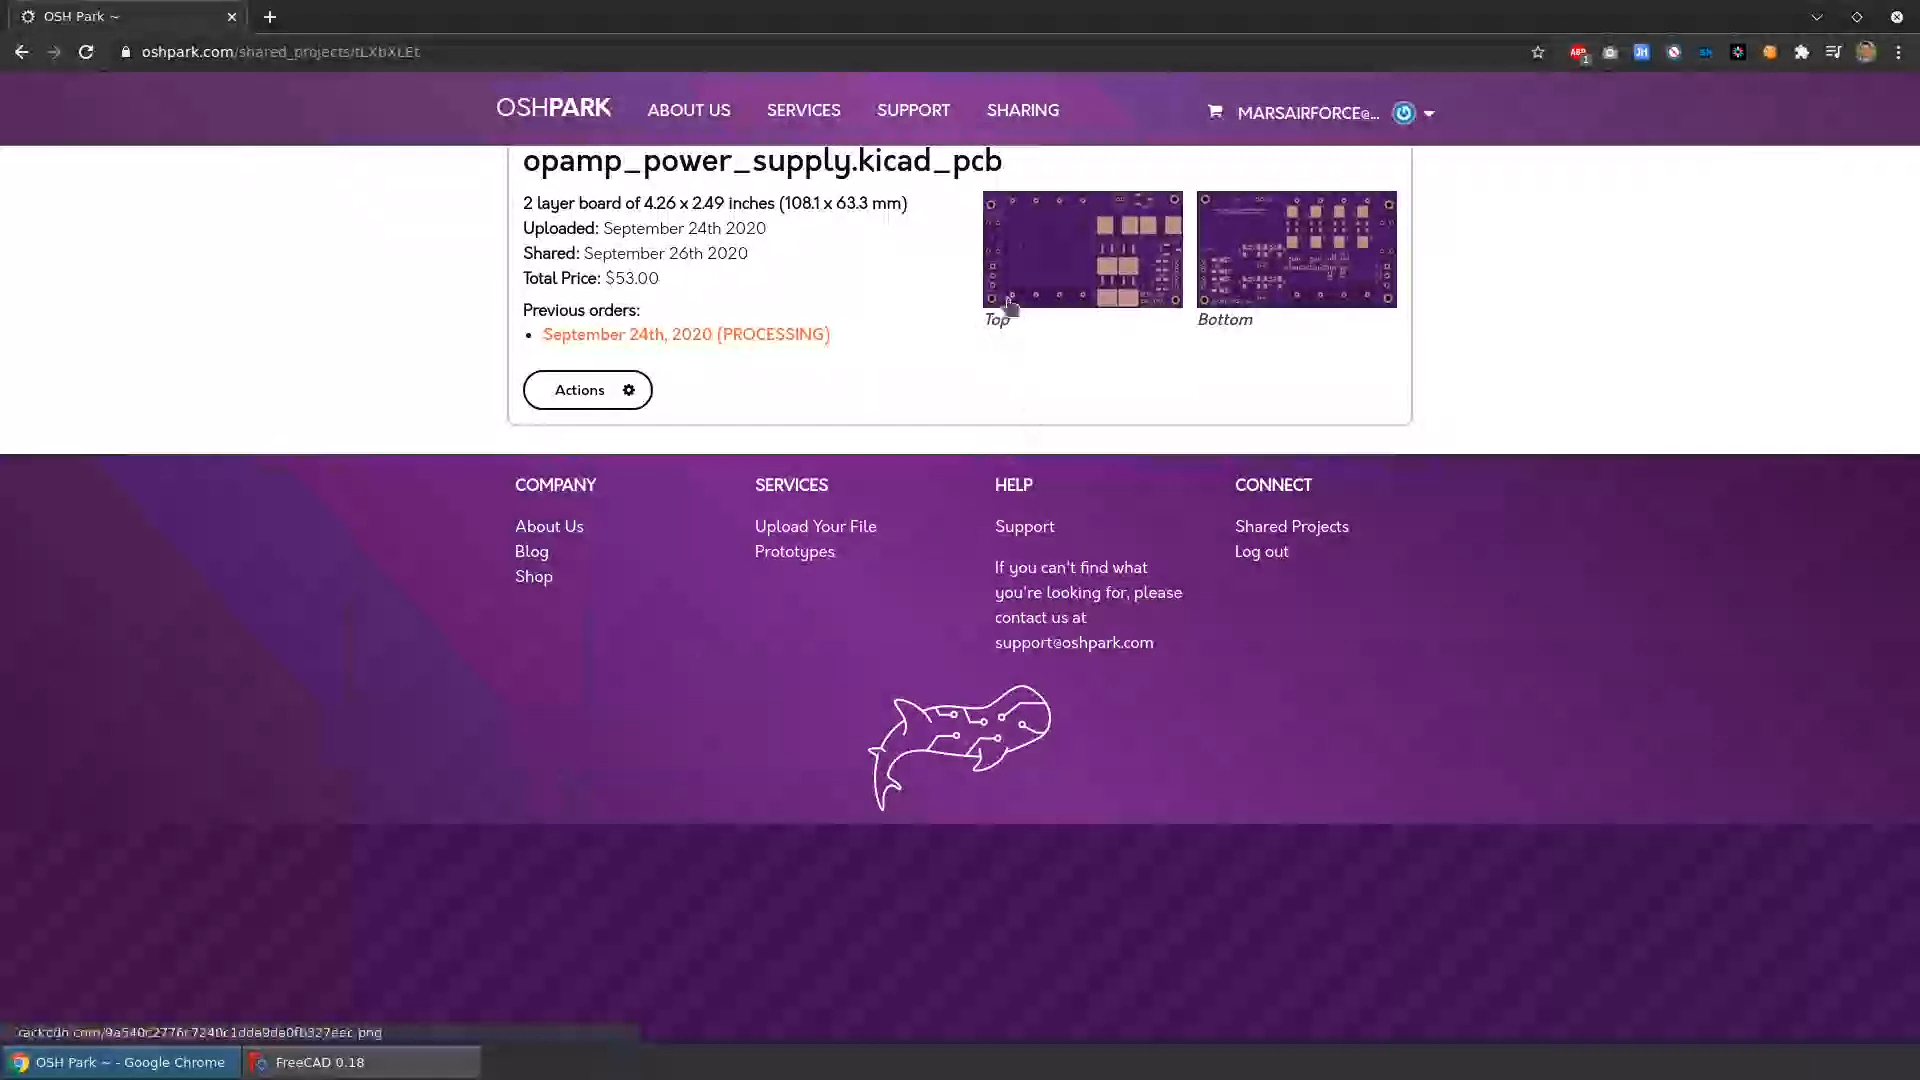 OSH Park ~
oshpark.com/shared_projects/tLXbXLEt
ABP
1
JH
OSHPARK
ABOUT US
SERVICES
SUPPORT
SHARING
MARSAIRFORCE@...
opamp_power_supply.kicad_pcb
2 layer board of 4.26 x 2.49 inches (108.1 x 63.3 mm)
Uploaded: September 24th 2020
Shared: September 26th 2020
Total Price: $53.00
Previous orders:
• September 24th, 2020 (PROCESSING)
Top
Bottom
Actions
COMPANY
About Us
Blog
Shop
SERVICES
Upload Your File
Prototypes
HELP
Support
If you can't find what
you're looking for, please
contact us at
support@oshpark.com
CONNECT
Shared Projects
Log out
OSH Park ~ - Google Chrome
FreeCAD 0.18